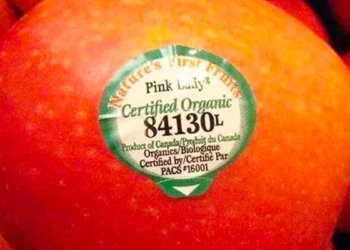 Nature's First Fruits
Pink Lady®
Certified Organic
84130L
Product of Canada/Produit du Canada
Organics/Biologique
Certified by/Certifié Par
PACS #16001